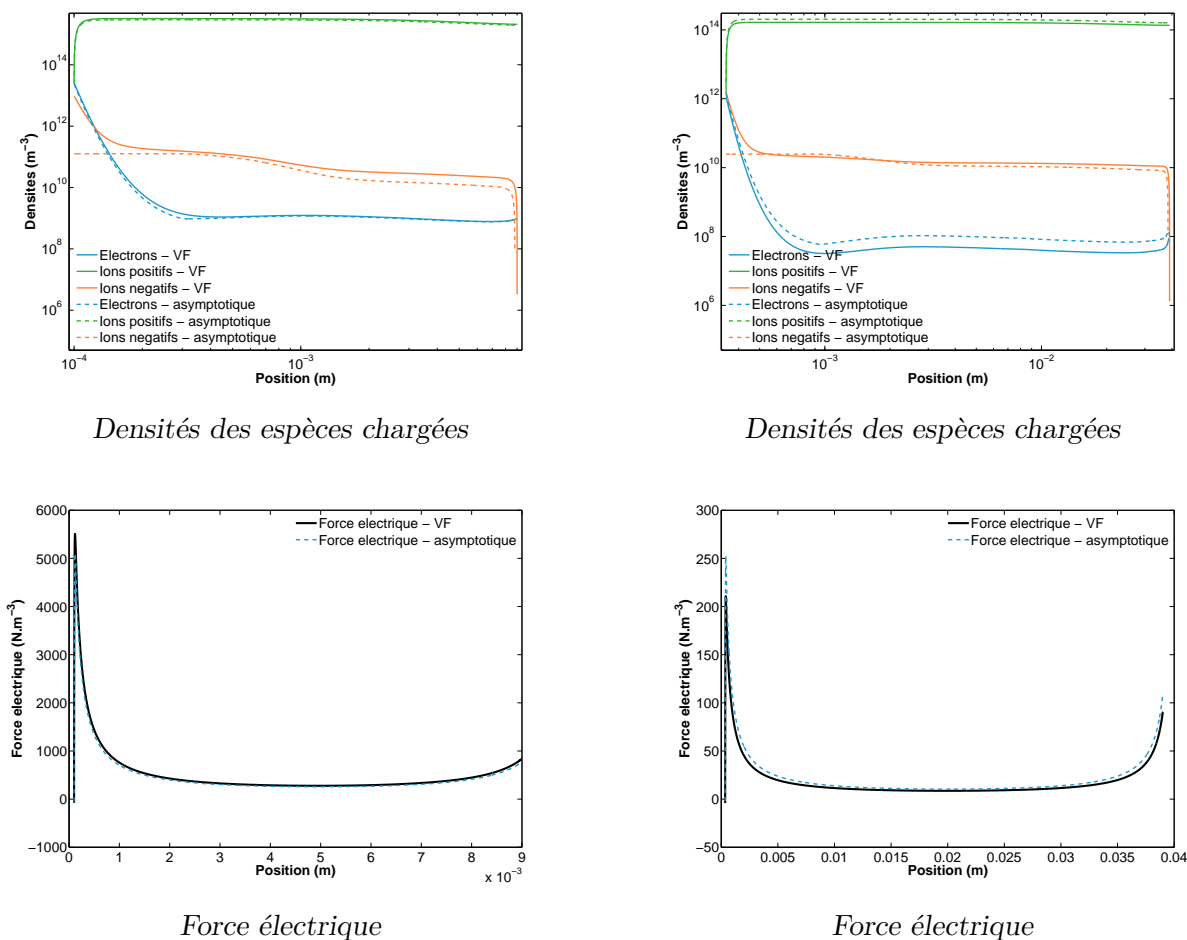 10^14
10^12
10^10
10^8
10^6
Densites (m^−3)
Electrons − VF
Ions positifs − VF
Ions negatifs − VF
Electrons − asymptotique
Ions positifs − asymptotique
Ions negatifs − asymptotique
10^−4
10^−3
Position (m)
Densités des espèces chargées
10^14
10^12
10^10
10^8
10^6
Densites (m^−3)
Electrons − VF
Ions positifs − VF
Ions negatifs − VF
Electrons − asymptotique
Ions positifs − asymptotique
Ions negatifs − asymptotique
10^−3
10^−2
Position (m)
Densités des espèces chargées
6000
5000
4000
3000
2000
1000
0
−1000
Force electrique (N.m^−3)
Force electrique − VF
Force electrique − asymptotique
0 1 2 3 4 5 6 7 8 9
x 10^−3
Position (m)
Force électrique
300
250
200
150
100
50
0
−50
Force electrique (N.m^−3)
Force electrique − VF
Force electrique − asymptotique
0 0.005 0.01 0.015 0.02 0.025 0.03 0.035 0.04
Position (m)
Force électrique